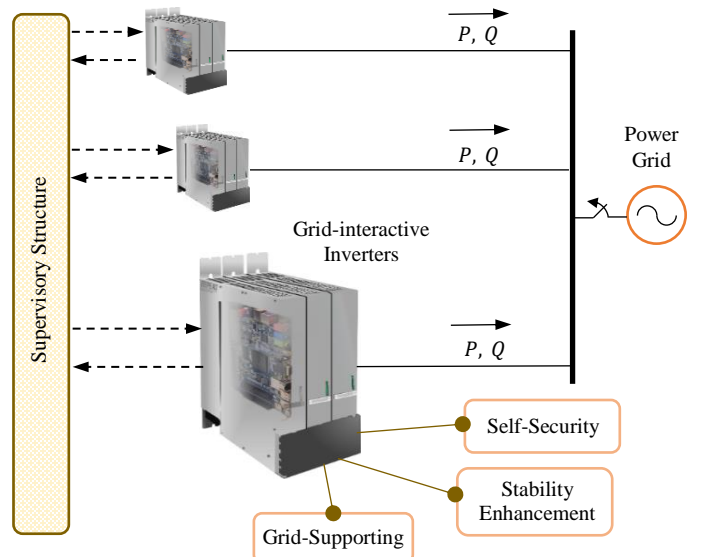 P, Q
P, Q
Power
Grid
Grid-interactive
Inverters
Supervisory Structure
P, Q
Self-Security
Stability
Enhancement
Grid-Supporting